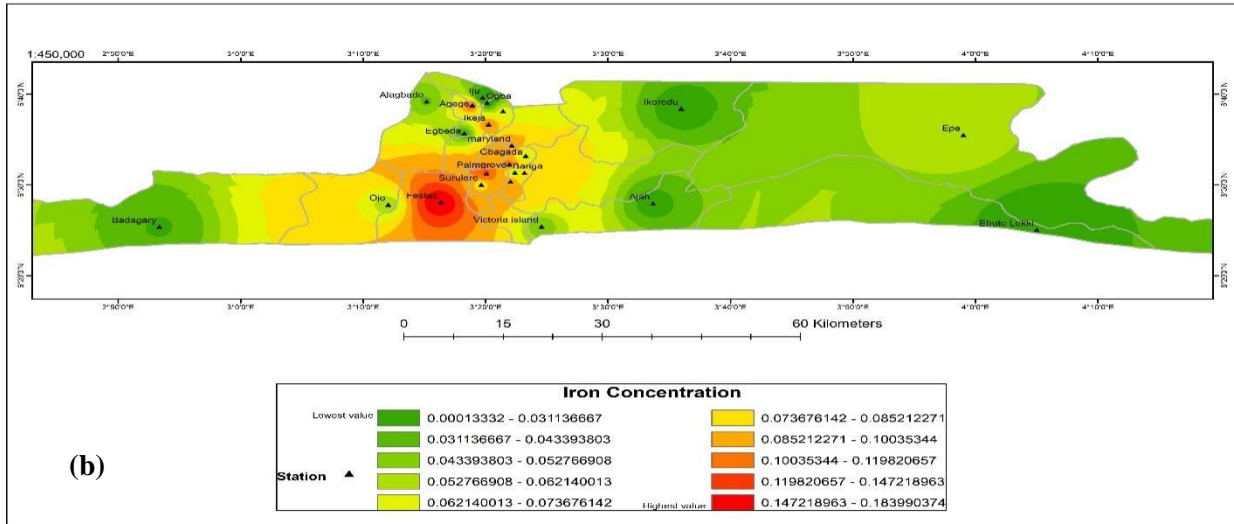 1:450,000
2°50'0"E 3°0'0"E 3°10'0"E 3°20'0"E 3°30'0"E 3°40'0"E 3°50'0"E 4°0'0"E 4°10'0"E
Iju
Alagbado
Ogba
Agege
Ikorodu
Ikeja
Egbeda
Epe
maryland
Gbagada
Palmgrove
Surulere
Ojo
Festac
Ajah
Badagary
Victoria island
Ebute Lekki
2°50'0"E 3°0'0"E 3°10'0"E 3°20'0"E 3°30'0"E 3°40'0"E 3°50'0"E 4°0'0"E 4°10'0"E
0 15 30 60 Kilometers
Iron Concentration
Lowest value 0.00013332 - 0.031136667 0.073676142 - 0.085212271
0.031136667 - 0.043393803 0.085212271 - 0.10035344
0.043393803 - 0.052766908 0.10035344 - 0.119820657
(b)
Station 0.052766908 - 0.062140013 0.119820657 - 0.147218963
0.062140013 - 0.073676142 Highest value 0.147218963 - 0.183990374